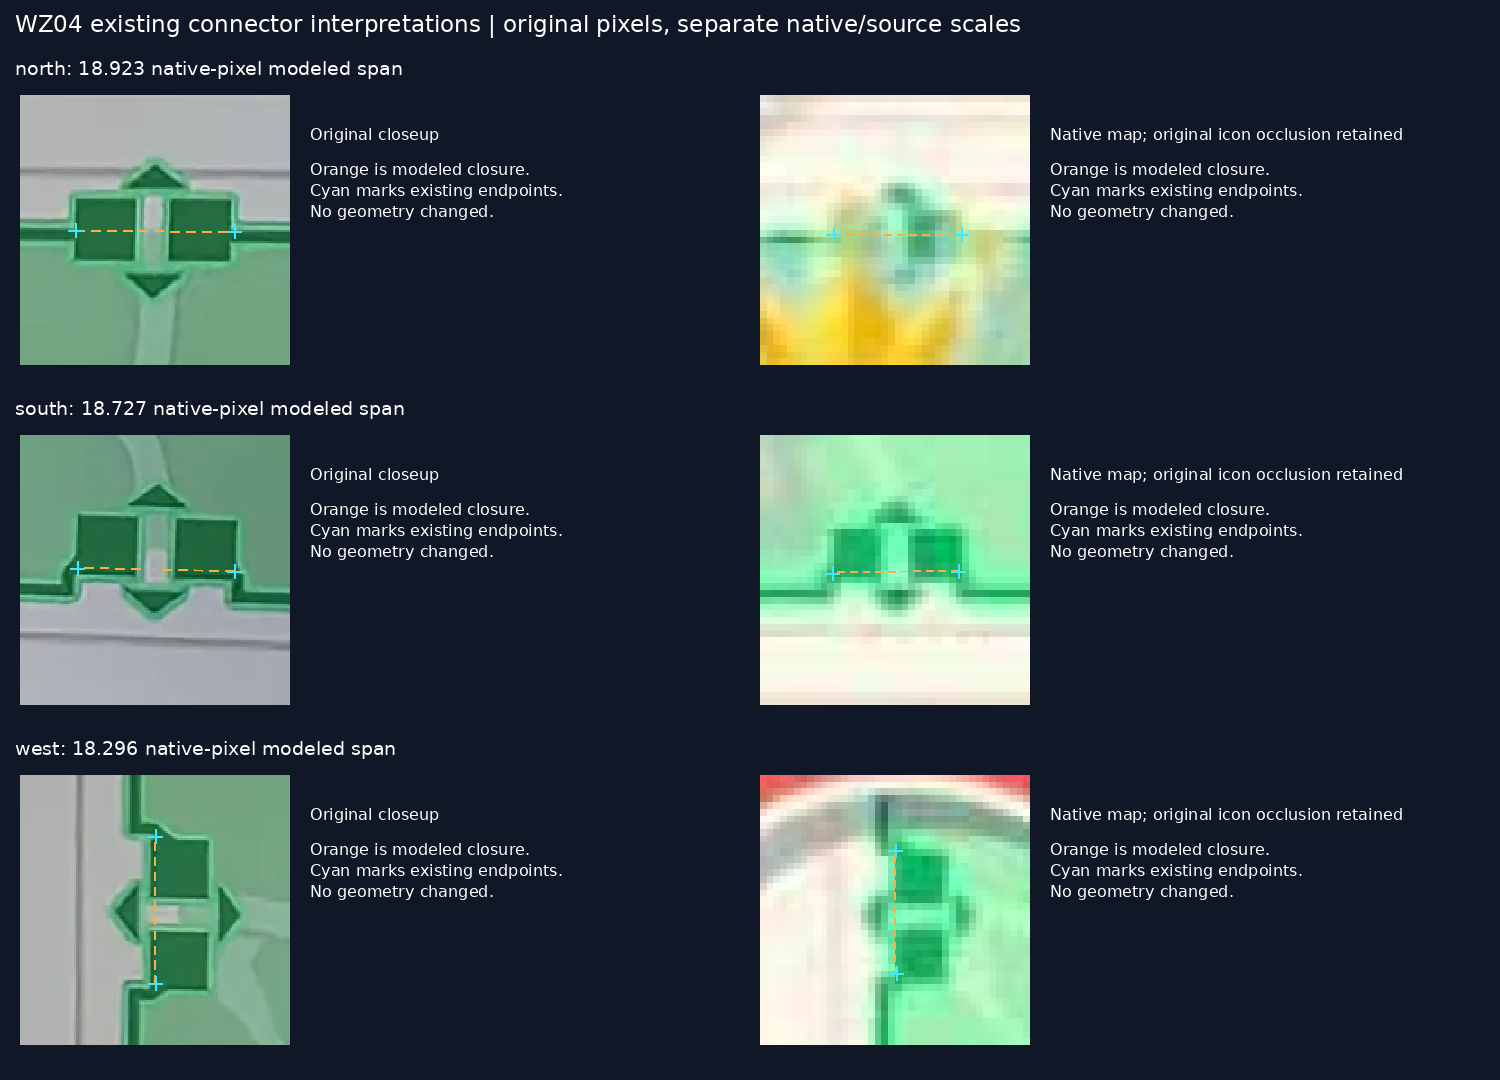 WZ04 existing connector interpretations | original pixels, separate native/source scales
north: 18.923 native-pixel modeled span
Original closeup
Orange is modeled closure.
Cyan marks existing endpoints.
No geometry changed.
Native map; original icon occlusion retained
Orange is modeled closure.
Cyan marks existing endpoints.
No geometry changed.
south: 18.727 native-pixel modeled span
Original closeup
Orange is modeled closure.
Cyan marks existing endpoints.
No geometry changed.
Native map; original icon occlusion retained
Orange is modeled closure.
Cyan marks existing endpoints.
No geometry changed.
west: 18.296 native-pixel modeled span
Original closeup
Orange is modeled closure.
Cyan marks existing endpoints.
No geometry changed.
Native map; original icon occlusion retained
Orange is modeled closure.
Cyan marks existing endpoints.
No geometry changed.